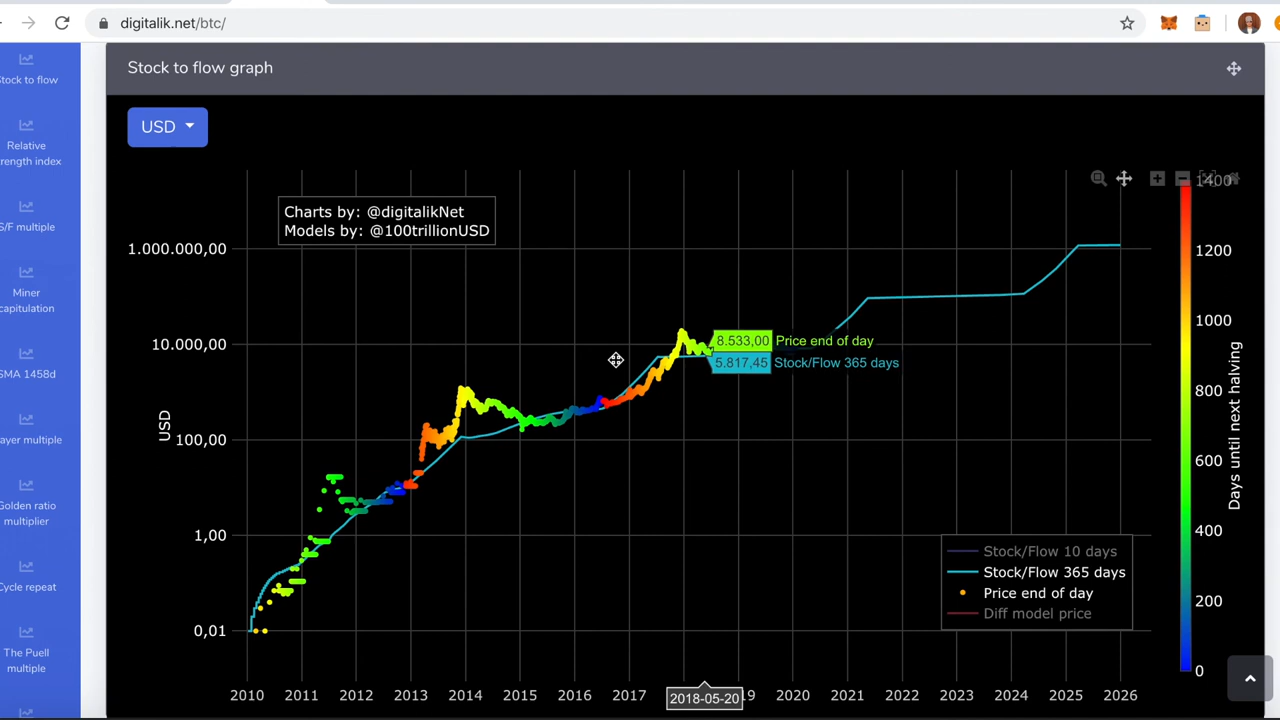 digitalik.net/btc/
Stock to flow
Relative
rength index
S/F multiple
Miner
capitulation
SMA 1458d
ayer multiple
Golden ratio
multiplier
Cycle repeat
The Puell
multiple
Stock to flow graph
USD
Charts by: @digitalikNet
Models by: @100trillionUSD
1.000.000,00
10.000,00
100,00
1,00
0,01
USD
8.533,00 Price end of day
5.817,45 Stock/Flow 365 days
Stock/Flow 10 days
Stock/Flow 365 days
Price end of day
Diff model price
2010 2011 2012 2013 2014 2015 2016 2017 2018-05-20 19 2020 2021 2022 2023 2024 2025 2026
1400
1200
1000
800
600
400
200
0
Days until next halving